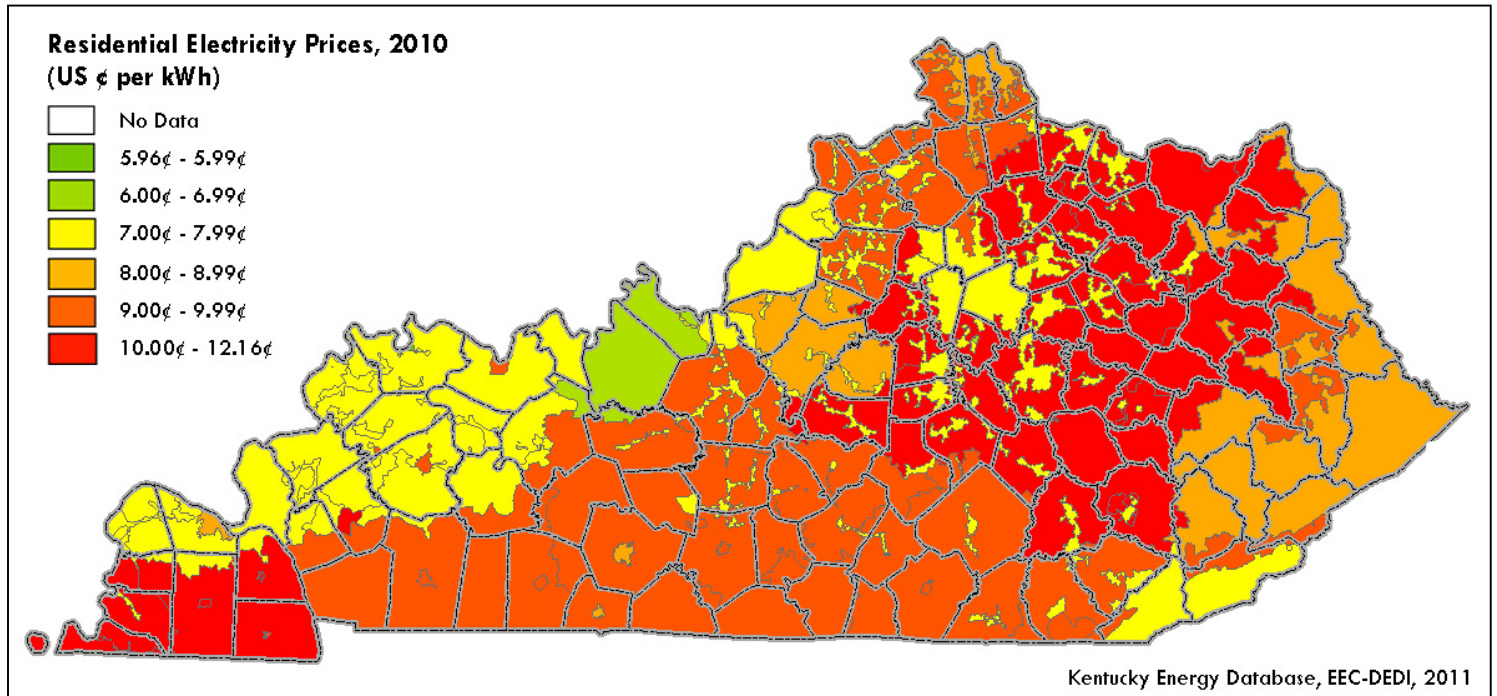 Residential Electricity Prices, 2010
(US ¢ per kWh)
No Data
5.96¢ - 5.99¢
6.00¢ - 6.99¢
7.00¢ - 7.99¢
8.00¢ - 8.99¢
9.00¢ - 9.99¢
10.00¢ - 12.16¢
Kentucky Energy Database, EEC-DEDI, 2011